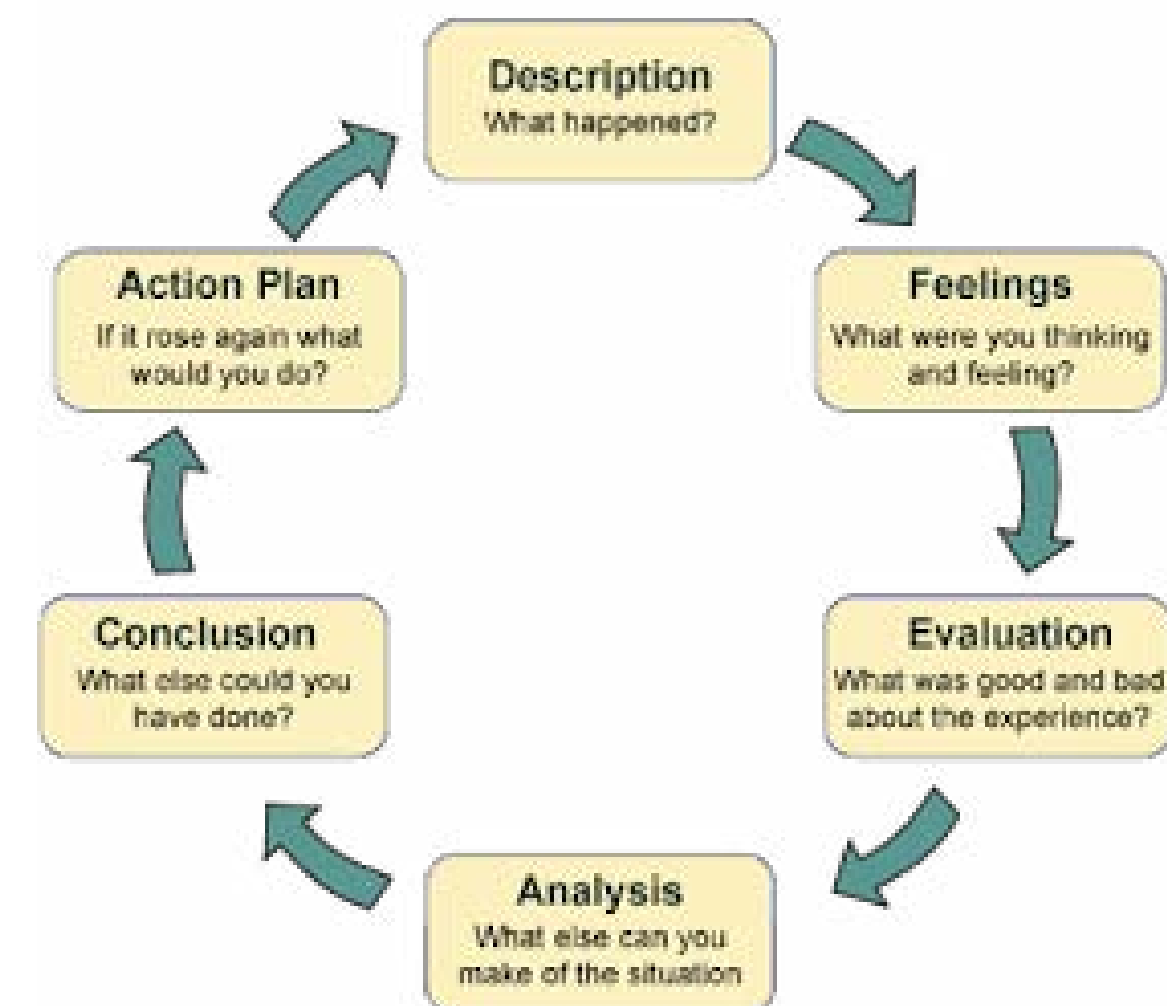 Description
What happened?
Feelings
What were you thinking
and feeling?
Evaluation
What was good and bad
about the experience?
Analysis
What else can you
make of the situation
Conclusion
What else could you
have done?
Action Plan
If it rose again what
would you do?